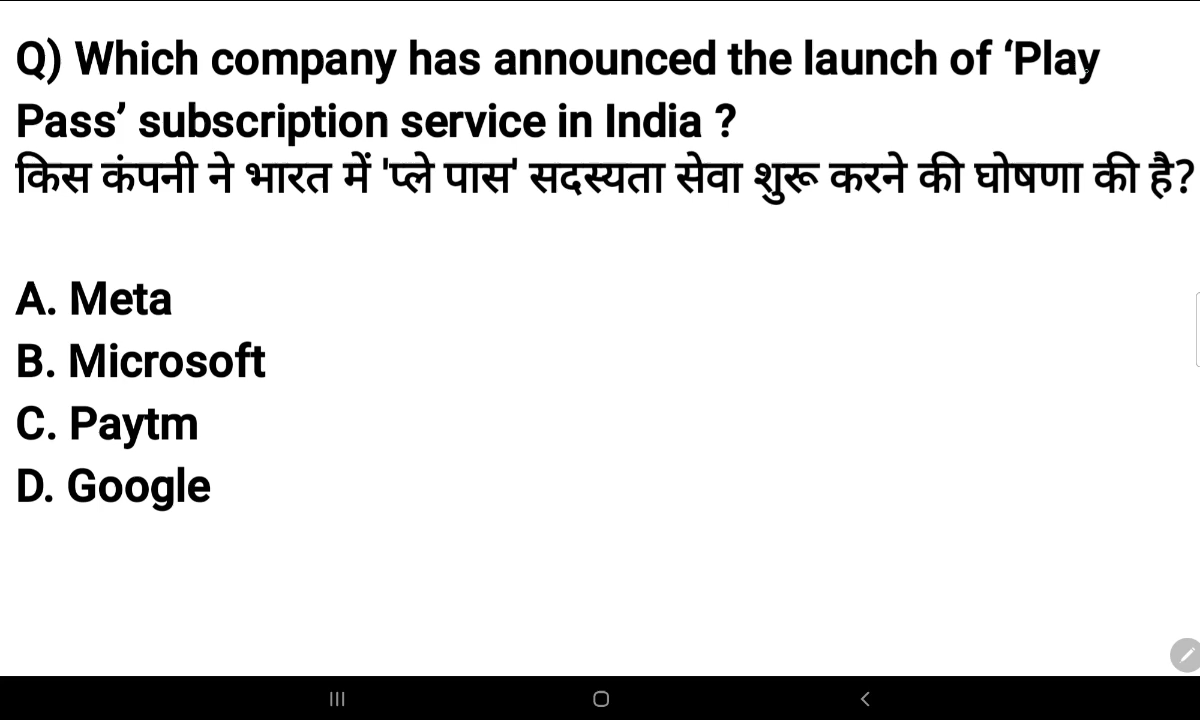 Q) Which company has announced the launch of ‘Play
Pass’ subscription service in India ?
किस कंपनी ने भारत में 'प्ले पास' सदस्यता सेवा शुरू करने की घोषणा की है?
A. Meta
B. Microsoft
C. Paytm
D. Google